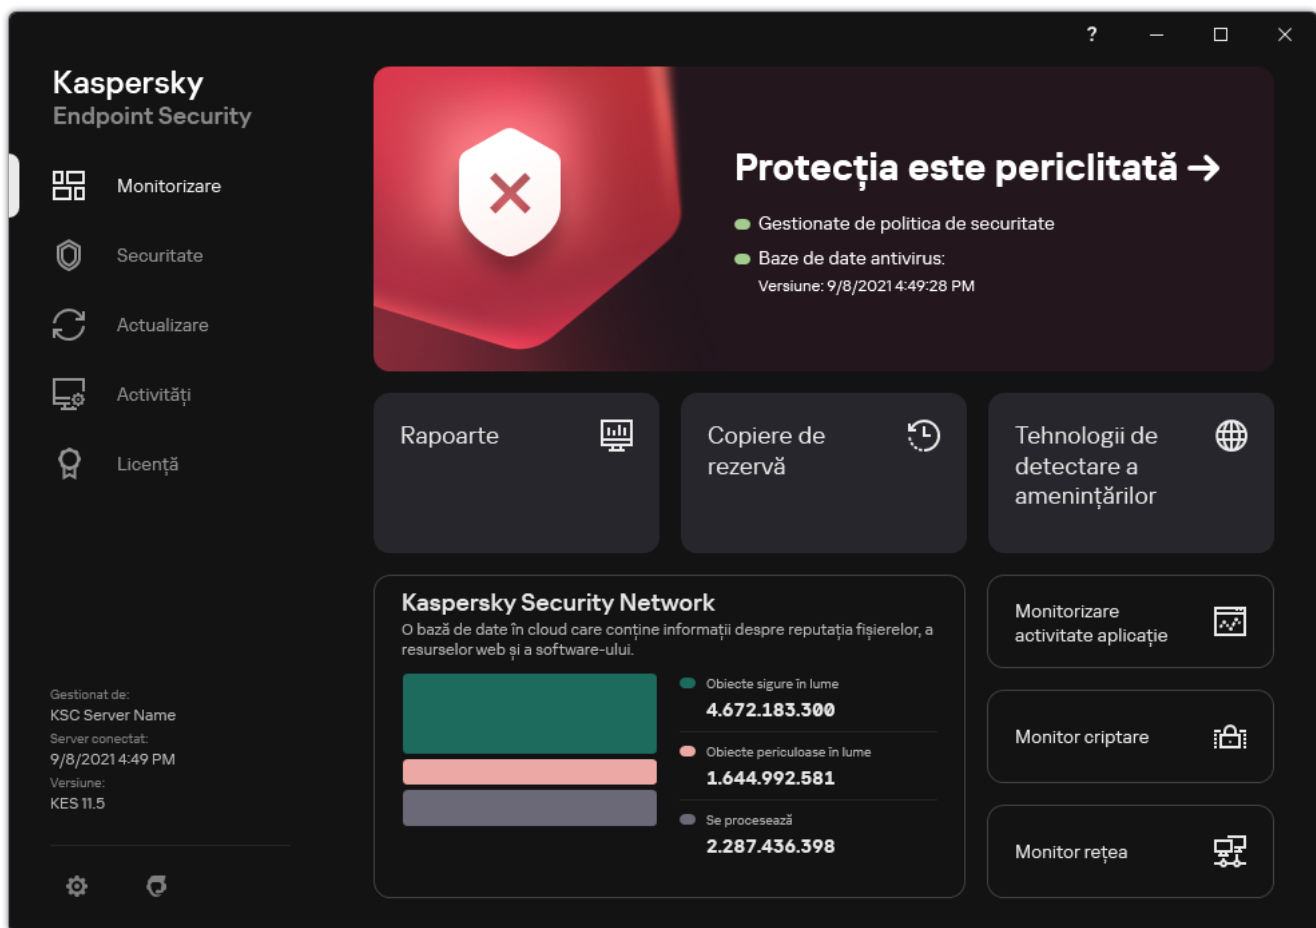 ?
Kaspersky
Endpoint Security
Monitorizare
Securitate
Actualizare
Activități
Licență
Gestionat de:
KSC Server Name
Server conectat:
9/8/2021 4:49 PM
Versiune:
KES 11.5
Protecția este periclitată →
Gestionate de politica de securitate
Baze de date antivirus:
Versiune: 9/8/2021 4:49:28 PM
Rapoarte
Copiere de
rezervă
Tehnologii de
detectare a
amenințărilor
Kaspersky Security Network
O bază de date în cloud care conține informații despre reputația fișierelor, a
resurselor web și a software-ului.
Obiecte sigure în lume
4.672.183.300
Obiecte periculoase în lume
1.644.992.581
Se procesează
2.287.436.398
Monitorizare
activitate aplicație
Monitor criptare
Monitor rețea